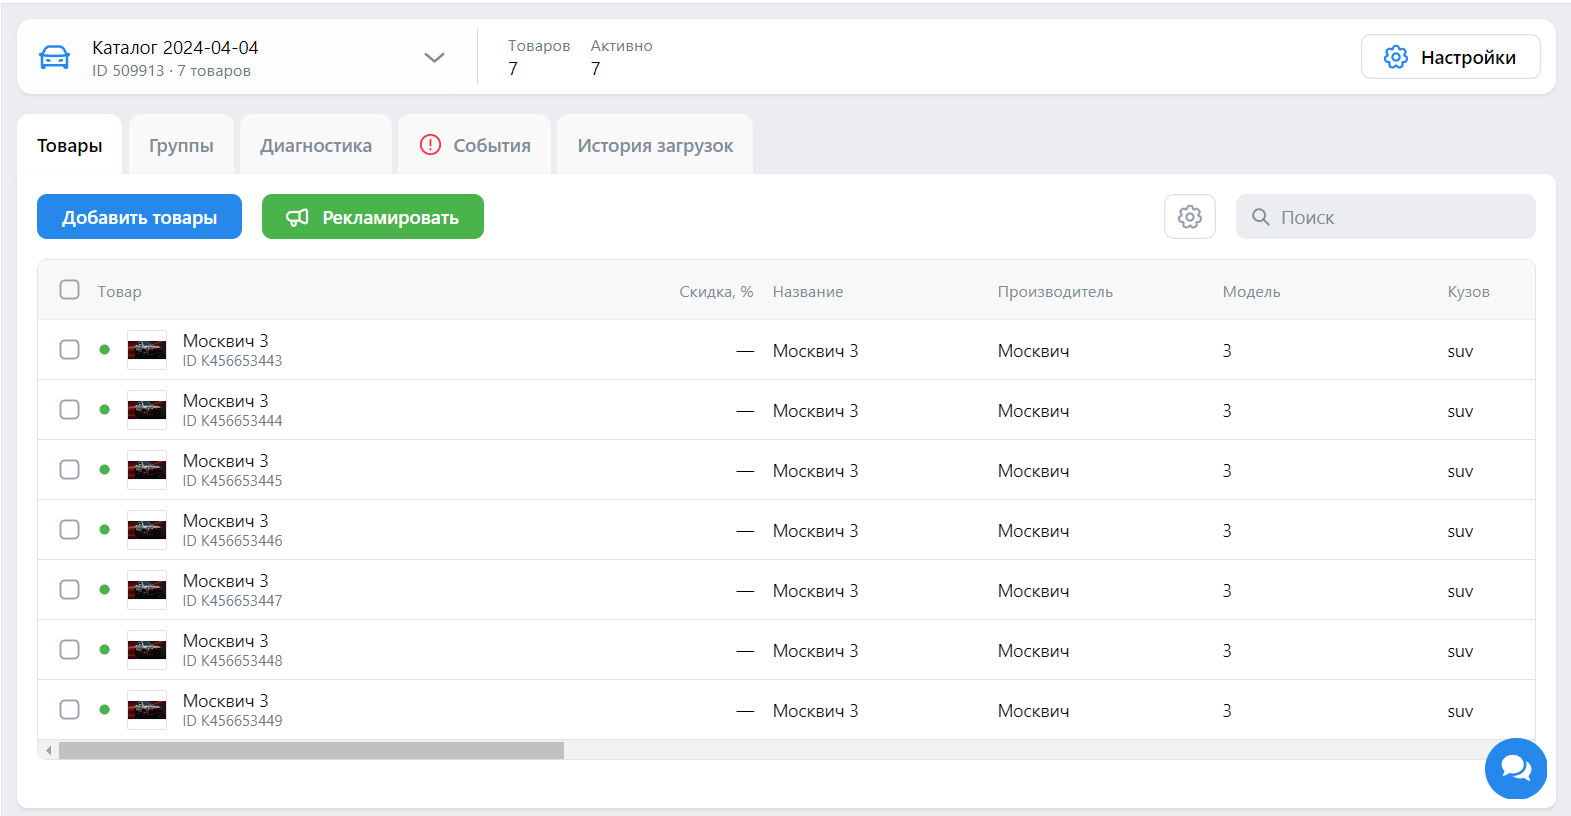 Каталог 2024-04-04
ID 509913 · 7 товаров
Товаров Активно
7 7
Настройки
Товары Группы Диагностика События История загрузок
Добавить товары Рекламировать Поиск
Товар Скидка, % Название Производитель Модель Кузов
Москвич 3
ID K456653443
— Москвич 3 Москвич 3 suv
Москвич 3
ID K456653444
— Москвич 3 Москвич 3 suv
Москвич 3
ID K456653445
— Москвич 3 Москвич 3 suv
Москвич 3
ID K456653446
— Москвич 3 Москвич 3 suv
Москвич 3
ID K456653447
— Москвич 3 Москвич 3 suv
Москвич 3
ID K456653448
— Москвич 3 Москвич 3 suv
Москвич 3
ID K456653449
— Москвич 3 Москвич 3 suv